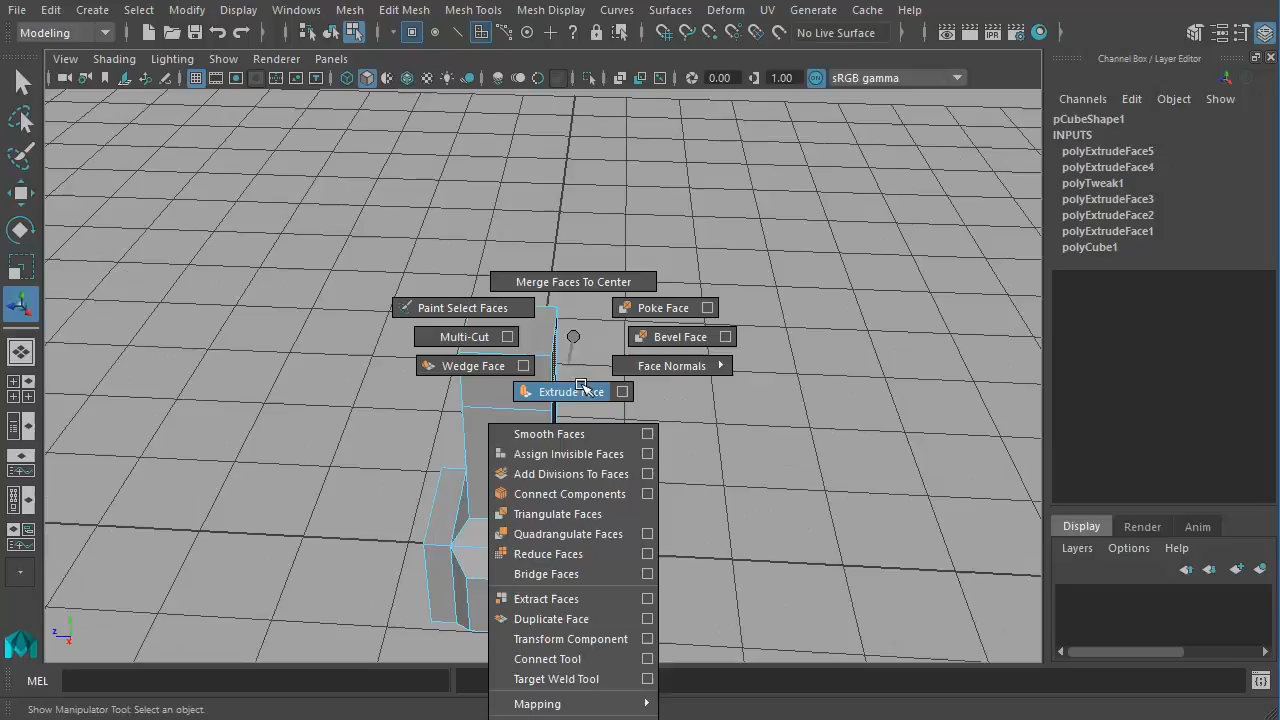 File Edit Create Select Modify Display Windows Mesh Edit Mesh Mesh Tools Mesh Display Curves Surfaces Deform UV Generate Cache Help
Modeling
No Live Surface
View Shading Lighting Show Renderer Panels
0.00 1.00 ON sRGB gamma
Channel Box / Layer Editor
Channels Edit Object Show
pCubeShape1
INPUTS
polyExtrudeFace5
polyExtrudeFace4
polyTweak1
polyExtrudeFace3
polyExtrudeFace2
polyExtrudeFace1
polyCube1
Merge Faces To Center
Paint Select Faces
Poke Face
Multi-Cut
Bevel Face
Wedge Face
Face Normals
Extrude Face
Smooth Faces
Assign Invisible Faces
Add Divisions To Faces
Connect Components
Triangulate Faces
Quadrangulate Faces
Reduce Faces
Bridge Faces
Extract Faces
Duplicate Face
Transform Component
Connect Tool
Target Weld Tool
Mapping
Display Render Anim
Layers Options Help
y
z
x
MEL
Show Manipulator Tool: Select an object.